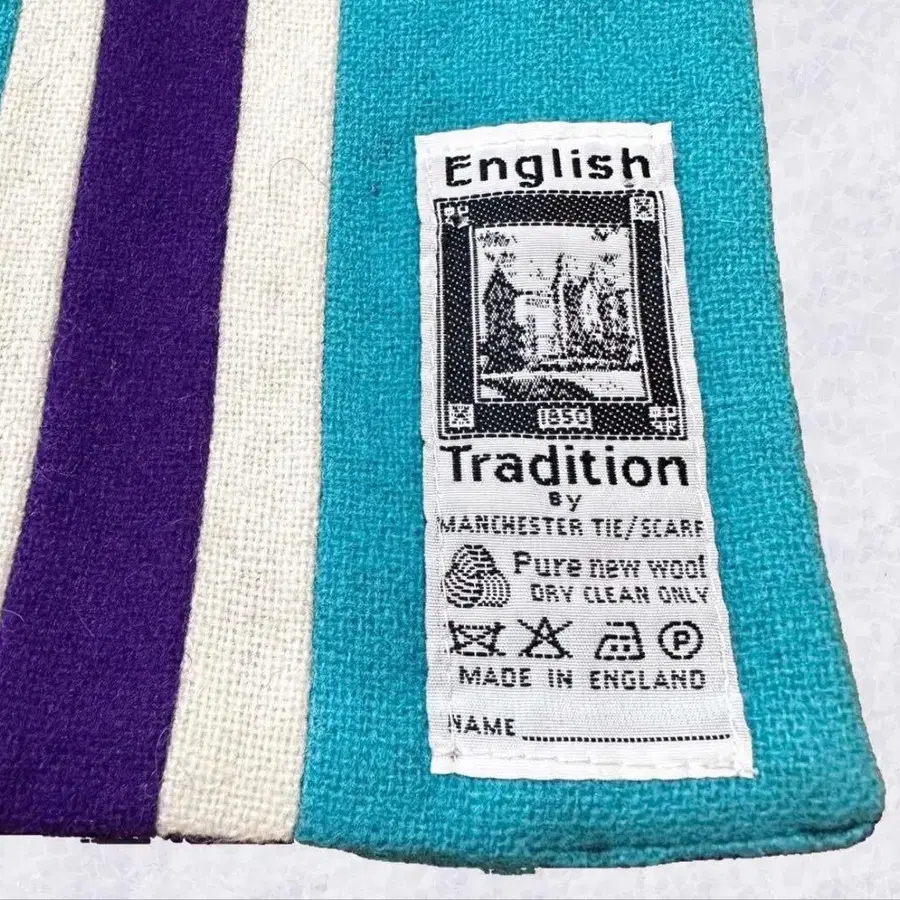 English
1850
Tradition
By
MANCHESTER TIE/SCARF
Pure new wool
DRY CLEAN ONLY
P
MADE IN ENGLAND
NAME